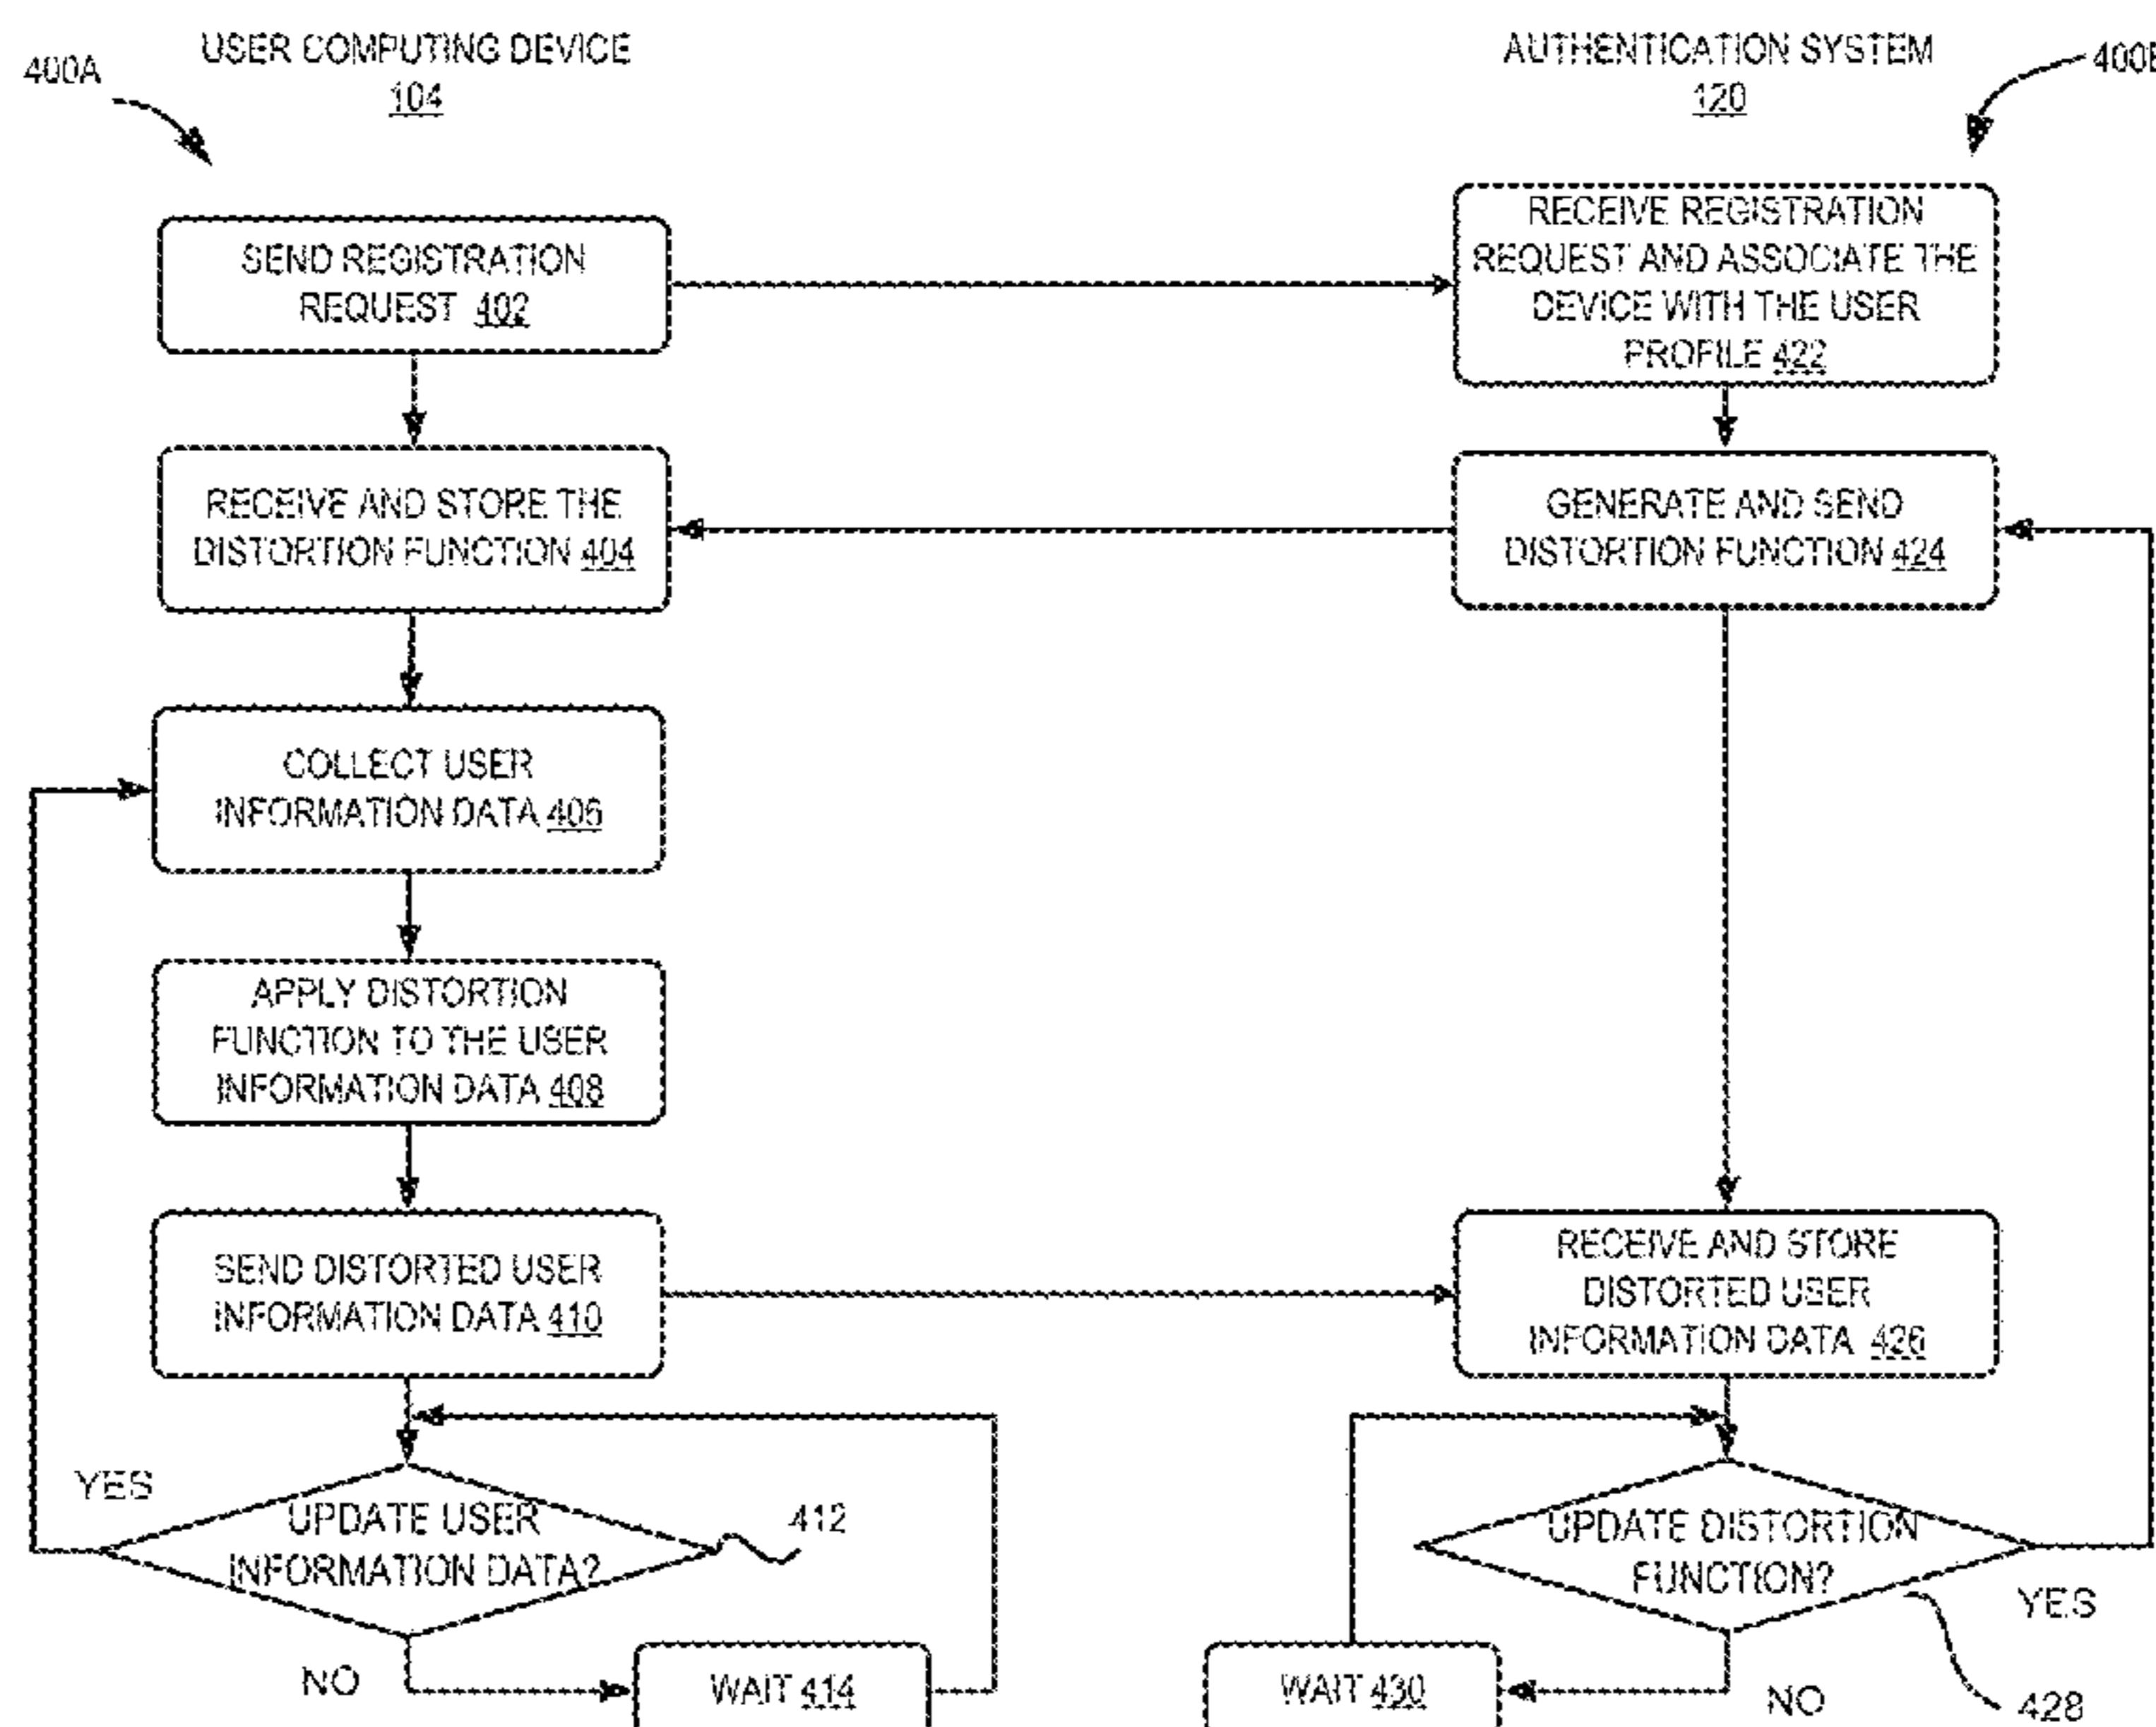 400A
USER COMPUTING DEVICE
104
AUTHENTICATION SYSTEM
120
400B
SEND REGISTRATION
REQUEST 402
RECEIVE REGISTRATION
REQUEST AND ASSOCIATE THE
DEVICE WITH THE USER
PROFILE 422
RECEIVE AND STORE THE
DISTORTION FUNCTION 404
GENERATE AND SEND
DISTORTION FUNCTION 424
COLLECT USER
INFORMATION DATA 406
APPLY DISTORTION
FUNCTION TO THE USER
INFORMATION DATA 408
SEND DISTORTED USER
INFORMATION DATA 410
RECEIVE AND STORE
DISTORTED USER
INFORMATION DATA 426
YES
UPDATE USER
INFORMATION DATA?
412
UPDATE DISTORTION
FUNCTION?
YES
NO
WAIT 414
WAIT 430
NO
428